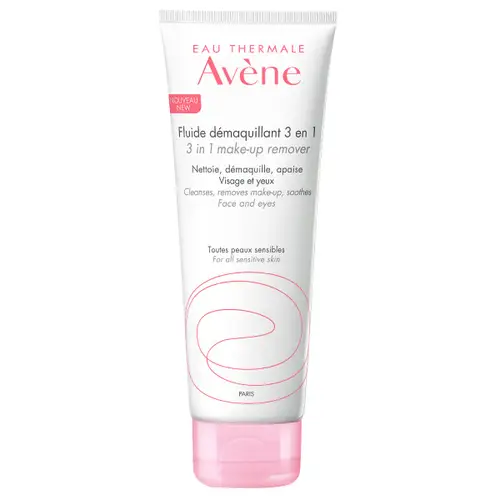 EAU THERMALE
Avène
NOUVEAU
NEW
Fluide démaquillant 3 en 1
3 in 1 make-up remover
Nettoie, démaquille, apaise
Visage et yeux
Cleanses, removes make-up, soothes
Face and eyes
Toutes peaux sensibles
For all sensitive skin
PARIS